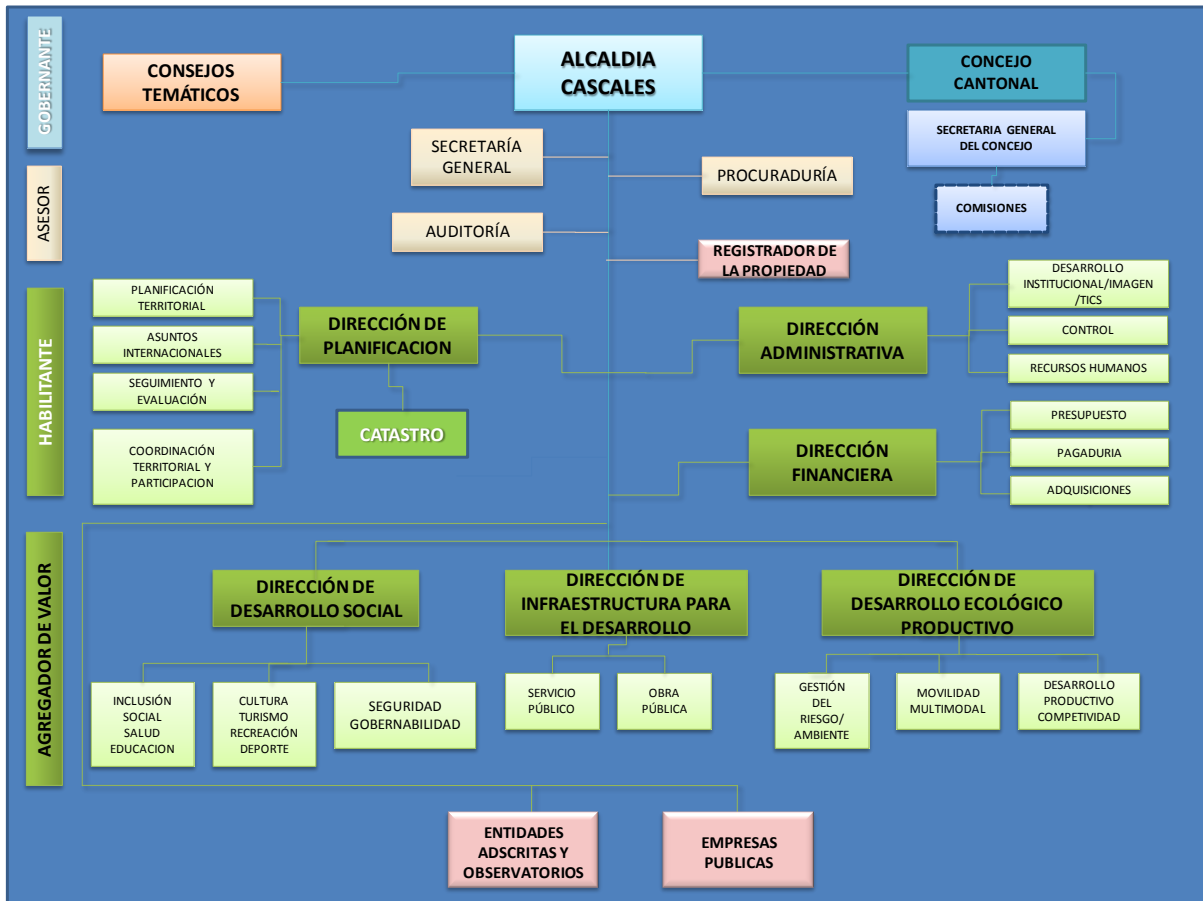 GOBERNANTE
CONSEJOS
TEMÁTICOS
ALCALDIA
CASCALES
CONCEJO
CANTONAL
SECRETARIA GENERAL
DEL CONCEJO
COMISIONES
SECRETARÍA
GENERAL
PROCURADURÍA
ASESOR
AUDITORÍA
REGISTRADOR DE
LA PROPIEDAD
HABILITANTE
PLANIFICACIÓN
TERRITORIAL
ASUNTOS
INTERNACIONALES
SEGUIMIENTO Y
EVALUACIÓN
COORDINACIÓN
TERRITORIAL Y
PARTICIPACION
DIRECCIÓN DE
PLANIFICACION
CATASTRO
DIRECCIÓN
ADMINISTRATIVA
DESARROLLO
INSTITUCIONAL/IMAGEN
/TICS
CONTROL
RECURSOS HUMANOS
DIRECCIÓN
FINANCIERA
PRESUPUESTO
PAGADURIA
ADQUISICIONES
AGREGADOR DE VALOR
DIRECCIÓN DE
DESARROLLO SOCIAL
DIRECCIÓN DE
INFRAESTRUCTURA PARA
EL DESARROLLO
DIRECCIÓN DE
DESARROLLO ECOLÓGICO
PRODUCTIVO
INCLUSIÓN
SOCIAL
SALUD
EDUCACION
CULTURA
TURISMO
RECREACIÓN
DEPORTE
SEGURIDAD
GOBERNABILIDAD
SERVICIO
PÚBLICO
OBRA
PÚBLICA
GESTIÓN
DEL
RIESGO/
AMBIENTE
MOVILIDAD
MULTIMODAL
DESARROLLO
PRODUCTIVO
COMPETIVIDAD
ENTIDADES
ADSCRITAS Y
OBSERVATORIOS
EMPRESAS
PUBLICAS